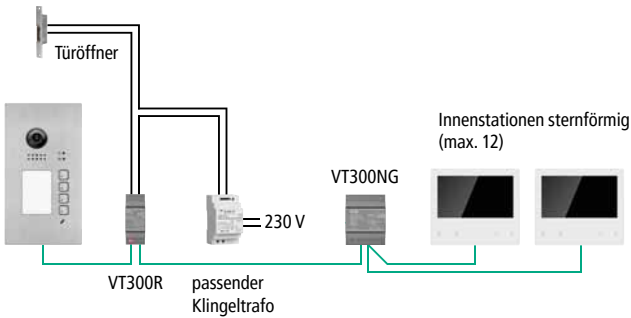 Türöffner
Innenstationen sternförmig
(max. 12)
VT300NG
230 V
VT300R
passender
Klingeltrafo